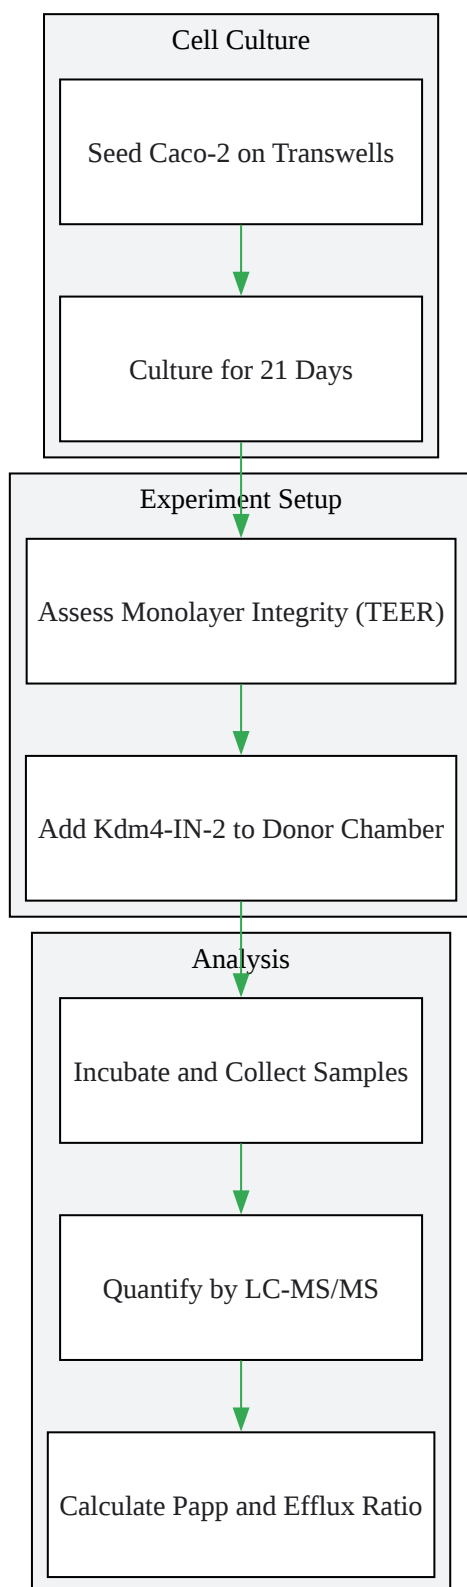 Cell Culture
Seed Caco-2 on Transwells
Culture for 21 Days
Experiment Setup
Assess Monolayer Integrity (TEER)
Add Kdm4-IN-2 to Donor Chamber
Analysis
Incubate and Collect Samples
Quantify by LC-MS/MS
Calculate Papp and Efflux Ratio